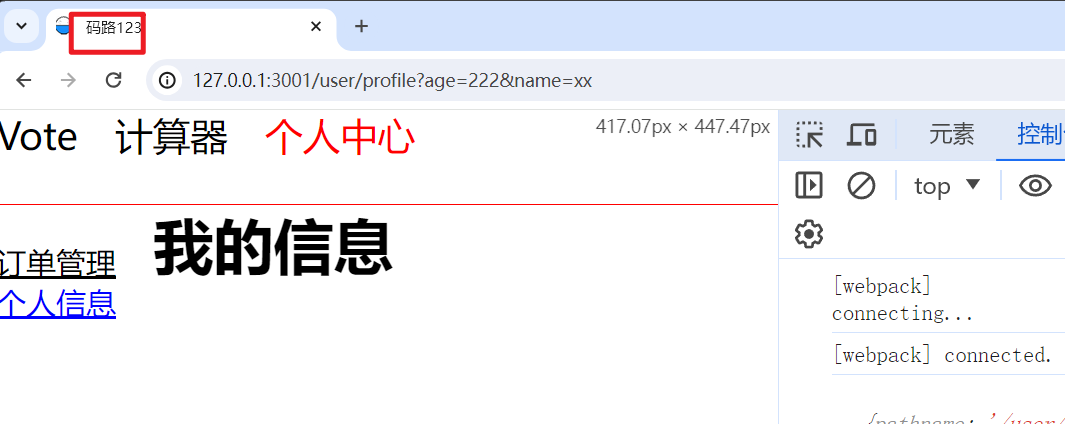 码路123
127.0.0.1:3001/user/profile?age=222&name=xx
Vote 计算器 个人中心
417.07px × 447.47px
元素
top
我的信息
订单管理
个人信息
[webpack]
connecting...
[webpack] connected.
{pathname: '/user/